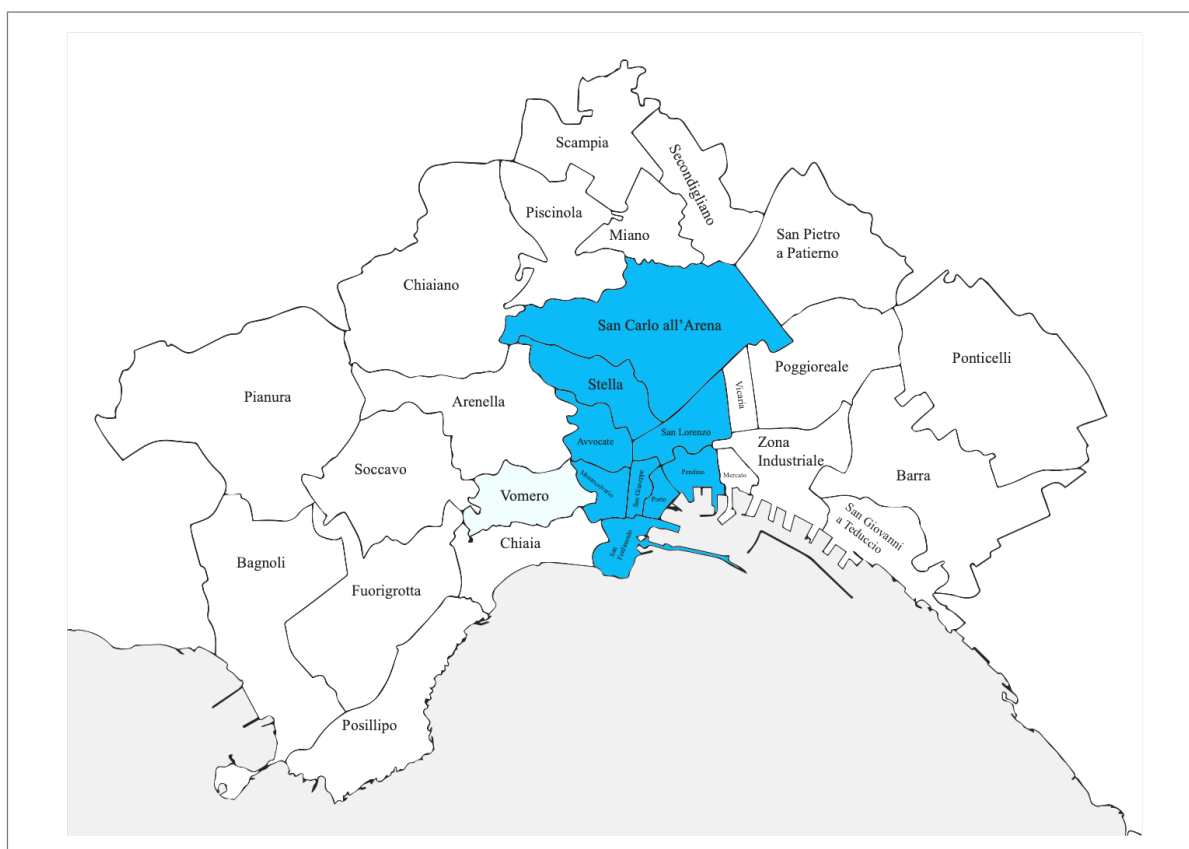 Scampia
Secondigliano
Piscinola
Miano
San Pietro
a Patierno
Chiaiano
San Carlo all'Arena
Ponticelli
Poggioreale
Stella
Vicaria
Pianura
Arenella
San Lorenzo
Avvocate
Zona
Industriale
Soccavo
Barra
Montecalvario
San Giuseppe
Porto
Pendino
Mercato
Vomero
San Giovanni
a Teduccio
Chiaia
San
Ferdinando
Bagnoli
Fuorigrotta
Posillipo